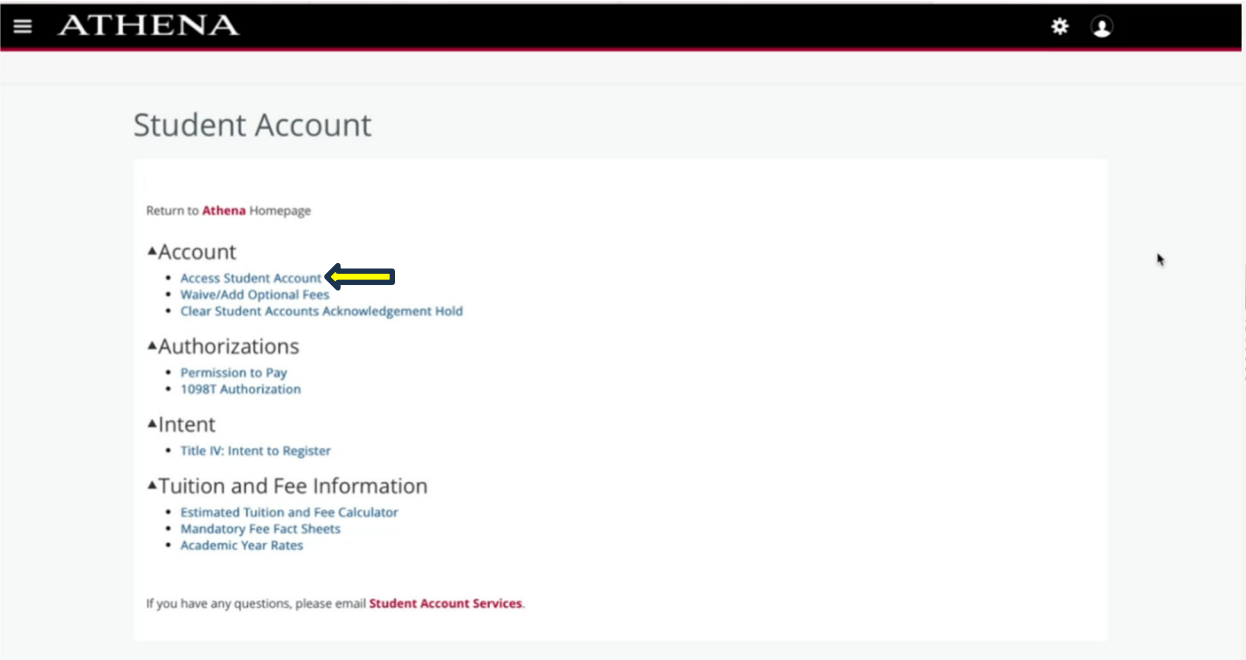 ATHENA
Student Account
Return to Athena Homepage
Account
Access Student Account
Waive/Add Optional Fees
Clear Student Accounts Acknowledgement Hold
Authorizations
Permission to Pay
1098T Authorization
Intent
Title IV: Intent to Register
Tuition and Fee Information
Estimated Tuition and Fee Calculator
Mandatory Fee Fact Sheets
Academic Year Rates
If you have any questions, please email Student Account Services.